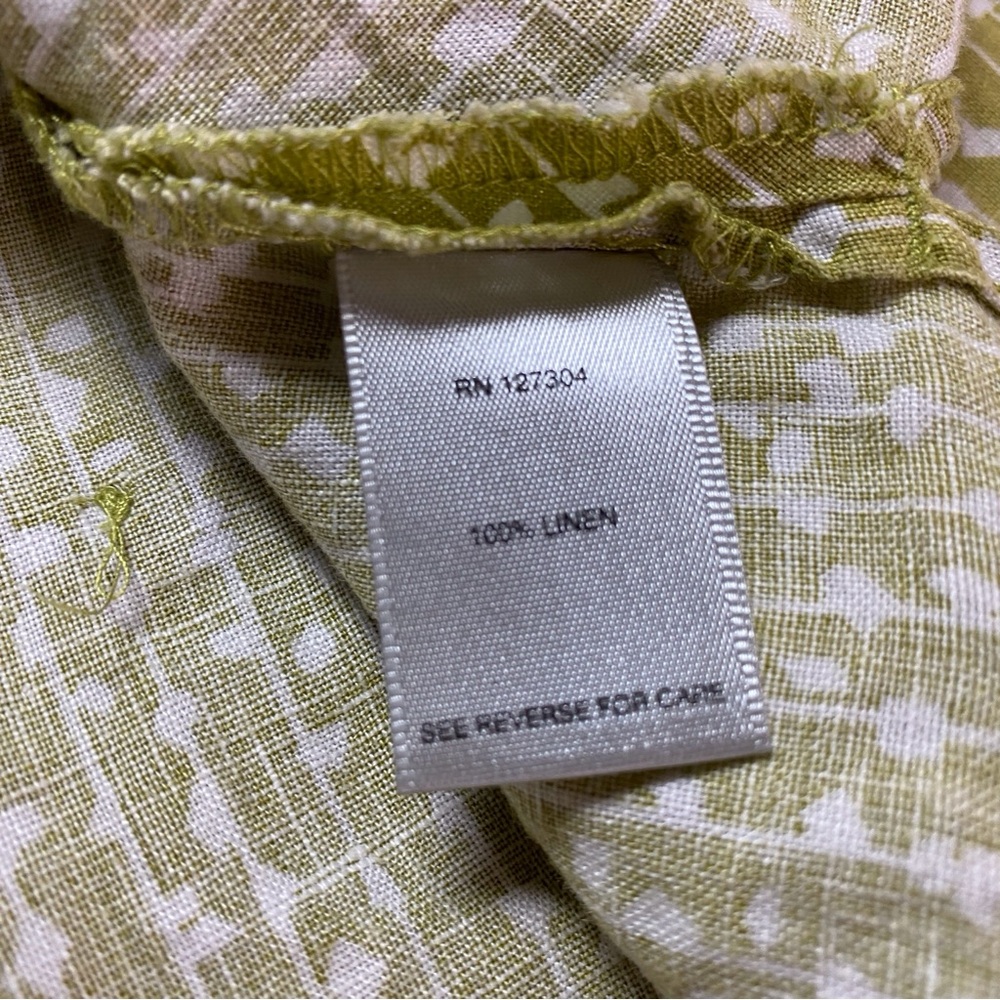 RN 127304
100% LINEN
SEE REVERSE FOR CARE